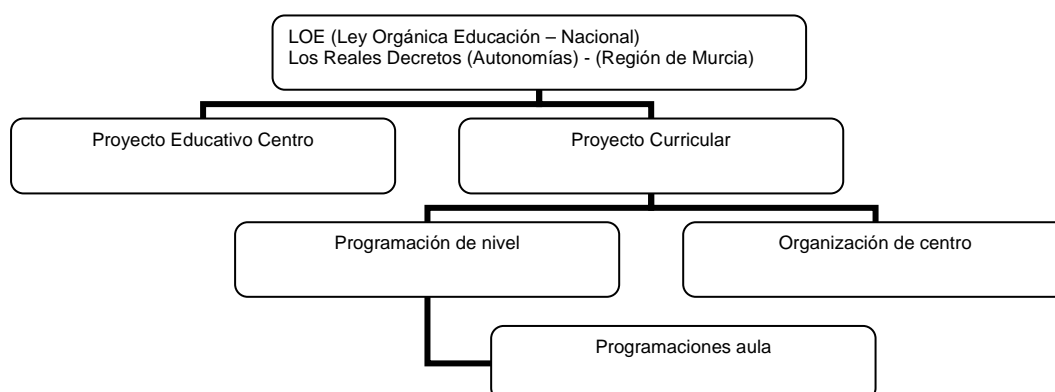 LOE (Ley Orgánica Educación – Nacional)
Los Reales Decretos (Autonomías) - (Región de Murcia)
Proyecto Educativo Centro
Proyecto Curricular
Programación de nivel
Organización de centro
Programaciones aula